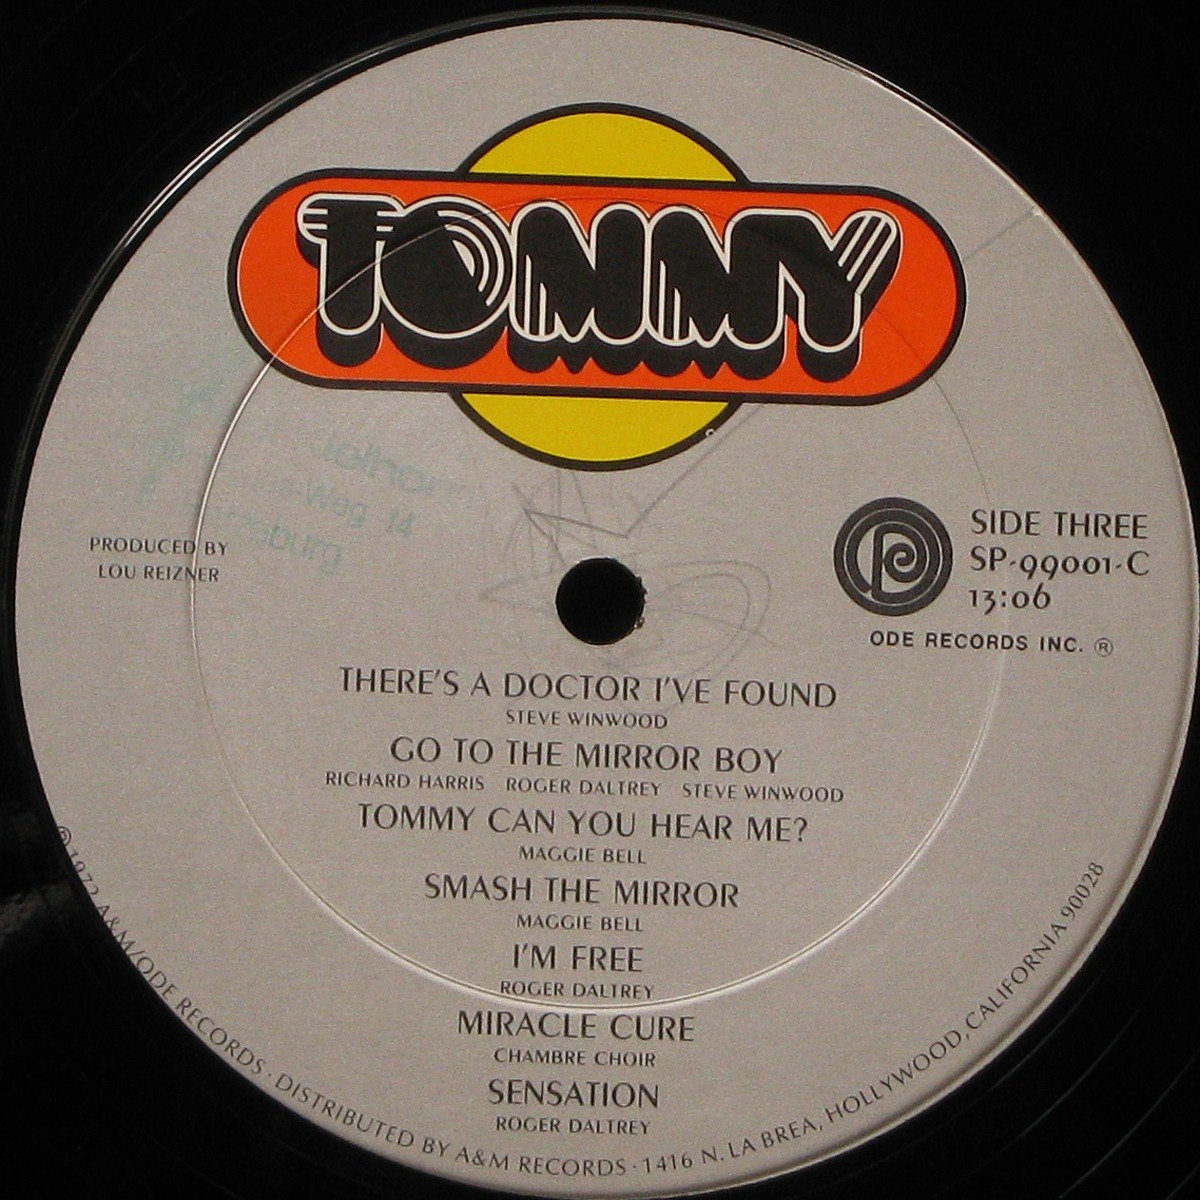 TOMMY
PRODUCED BY
LOU REIZNER
SIDE THREE
SP-99001-C
13:06
ODE RECORDS INC. ®
THERE'S A DOCTOR I'VE FOUND
STEVE WINWOOD
GO TO THE MIRROR BOY
RICHARD HARRIS ROGER DALTREY STEVE WINWOOD
TOMMY CAN YOU HEAR ME?
MAGGIE BELL
SMASH THE MIRROR
MAGGIE BELL
I'M FREE
ROGER DALTREY
MIRACLE CURE
CHAMBRE CHOIR
SENSATION
ROGER DALTREY
℗1972 A&M/ODE RECORDS · DISTRIBUTED BY A&M RECORDS · 1416 N. LA BREA, HOLLYWOOD, CALIFORNIA 90028
-Weg 14